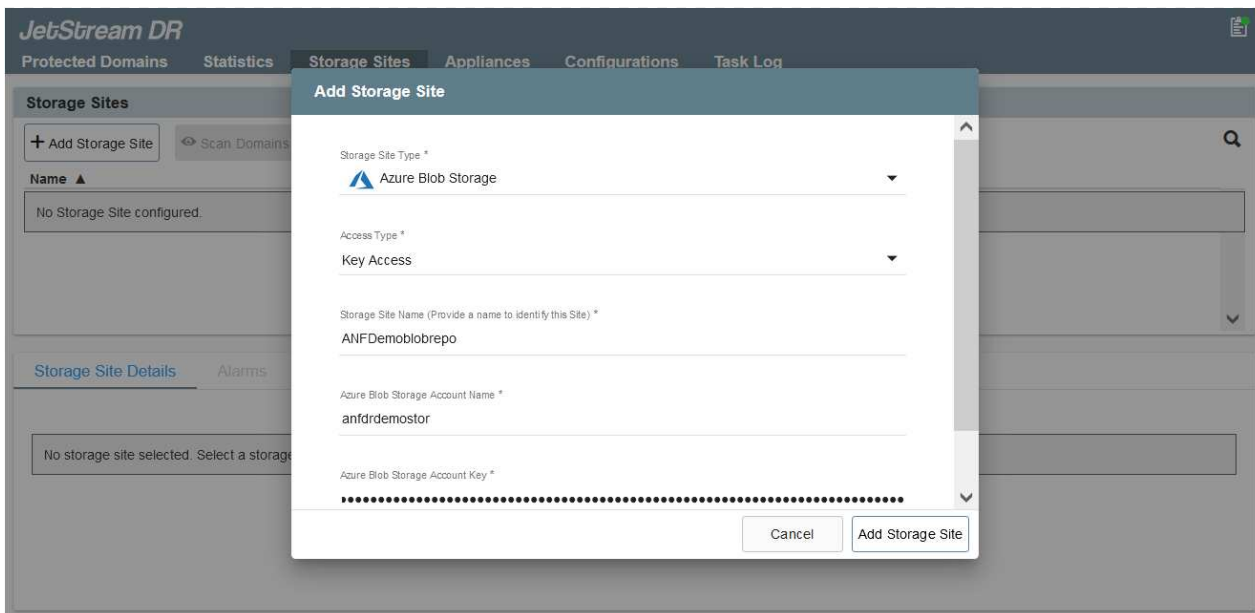 JetStream DR
Protected Domains Statistics Storage Sites Appliances Configurations Task Log
Storage Sites
+ Add Storage Site Scan Domains
Name ▲
No Storage Site configured.
Storage Site Details Alarms
No storage site selected. Select a storage
Add Storage Site
Storage Site Type *
Azure Blob Storage
Access Type *
Key Access
Storage Site Name (Provide a name to identify this Site) *
ANFDemoblobrepo
Azure Blob Storage Account Name *
anfdrdemostor
Azure Blob Storage Account Key *
Cancel Add Storage Site